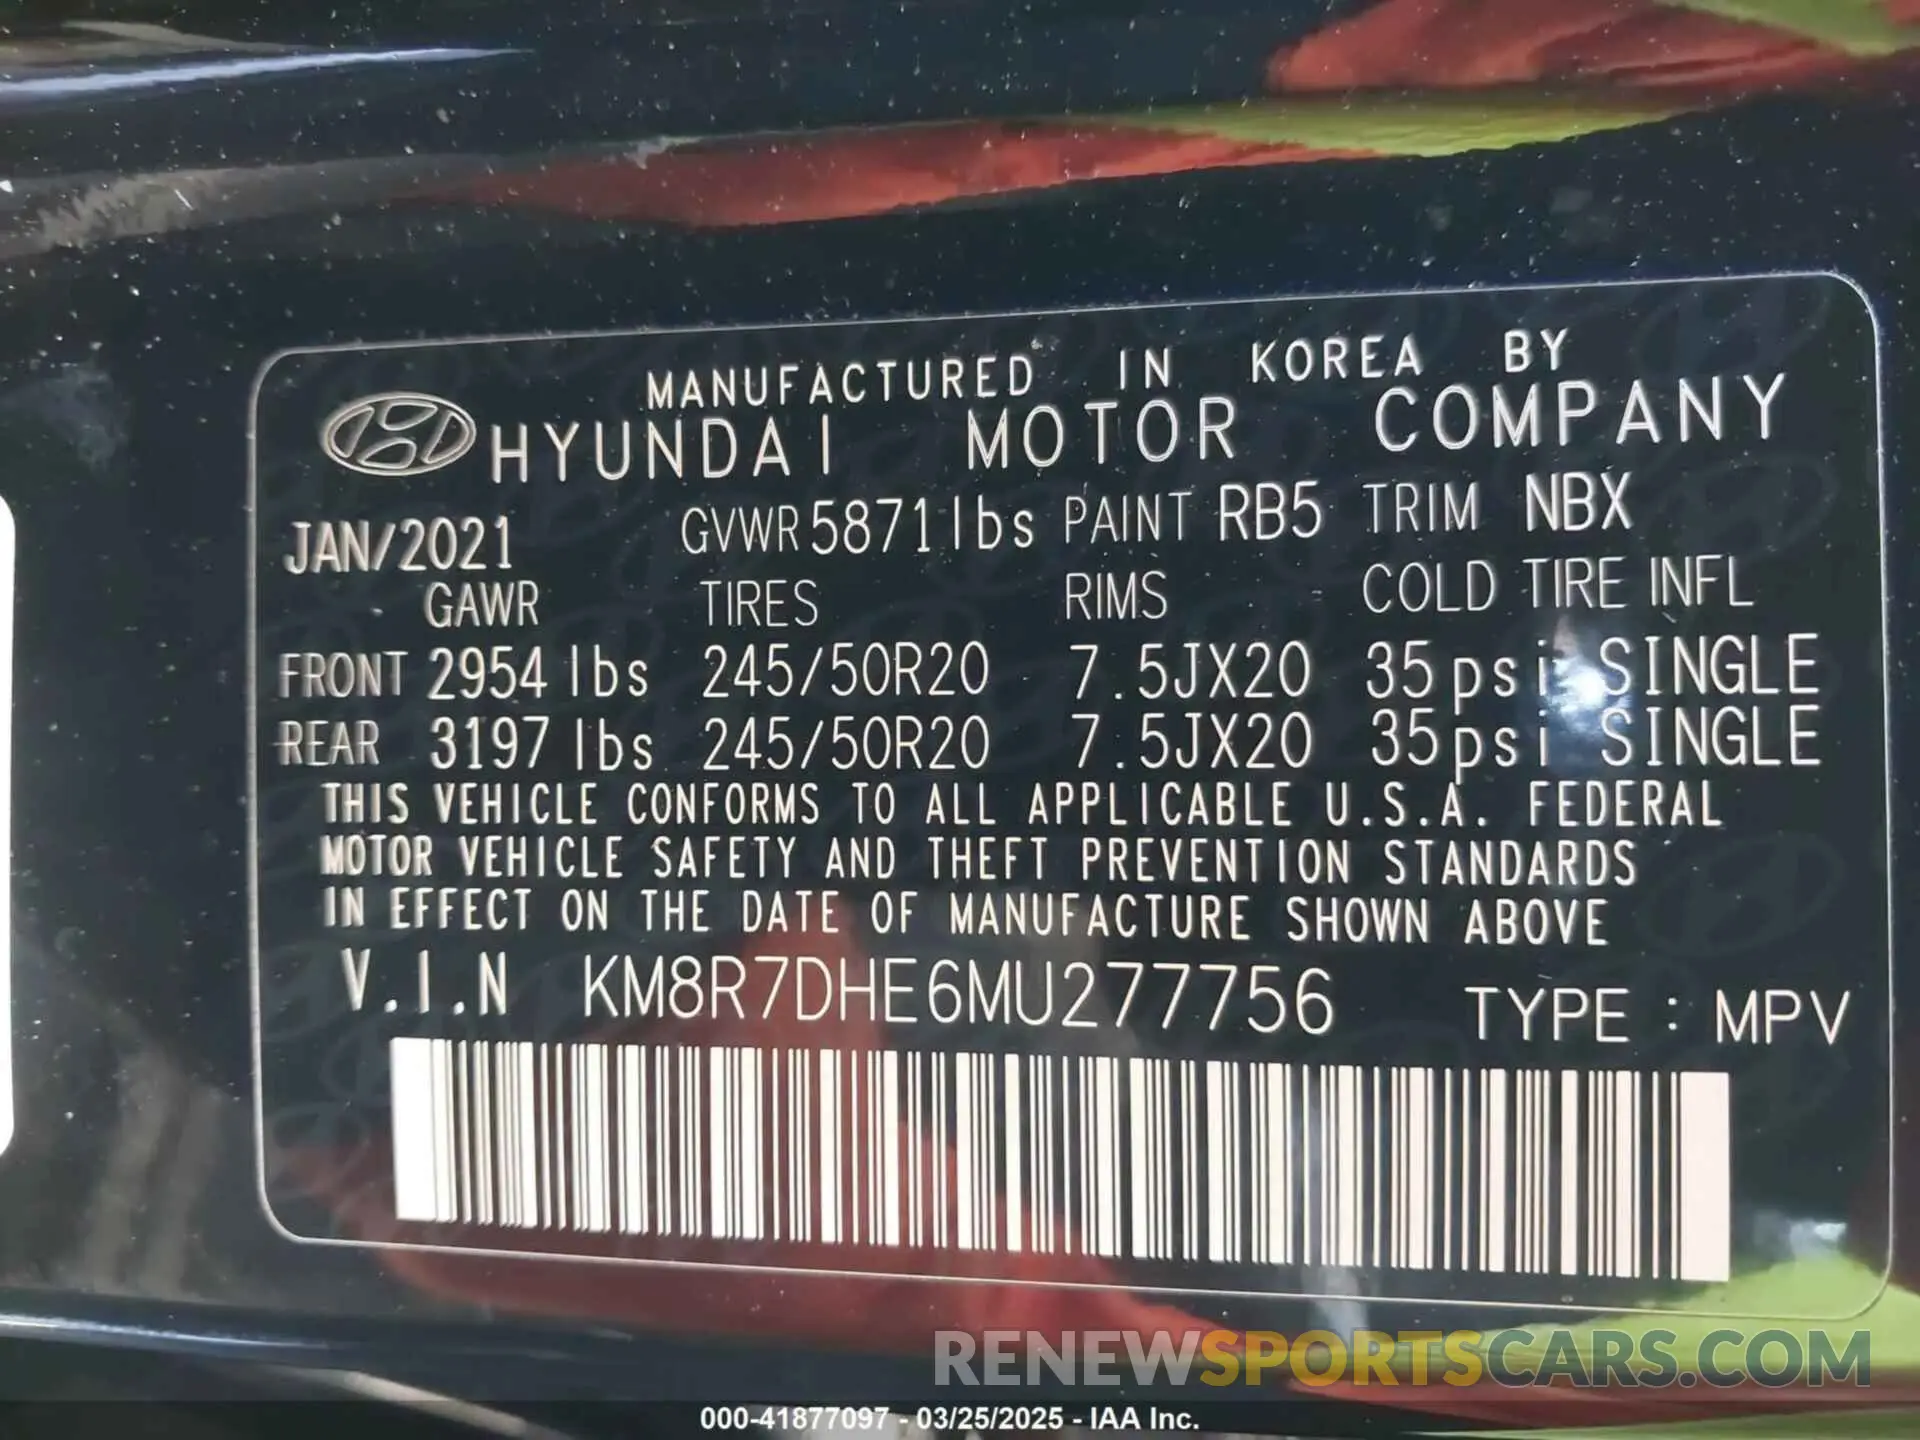 MANUFACTURED IN KOREA BY
HYUNDAI MOTOR COMPANY
JAN/2021 GVWR 5871lbs PAINT RB5 TRIM NBX
GAWR TIRES RIMS COLD TIRE INFL
FRONT 2954 lbs 245/50R20 7.5JX20 35psi SINGLE
REAR 3197 lbs 245/50R20 7.5JX20 35psi SINGLE
THIS VEHICLE CONFORMS TO ALL APPLICABLE U.S.A. FEDERAL
MOTOR VEHICLE SAFETY AND THEFT PREVENTION STANDARDS
IN EFFECT ON THE DATE OF MANUFACTURE SHOWN ABOVE
V.I.N KM8R7DHE6MU277756 TYPE : MPV
RENEWSPORTSCARS.COM
000-41877097 - 03/25/2025 - IAA Inc.